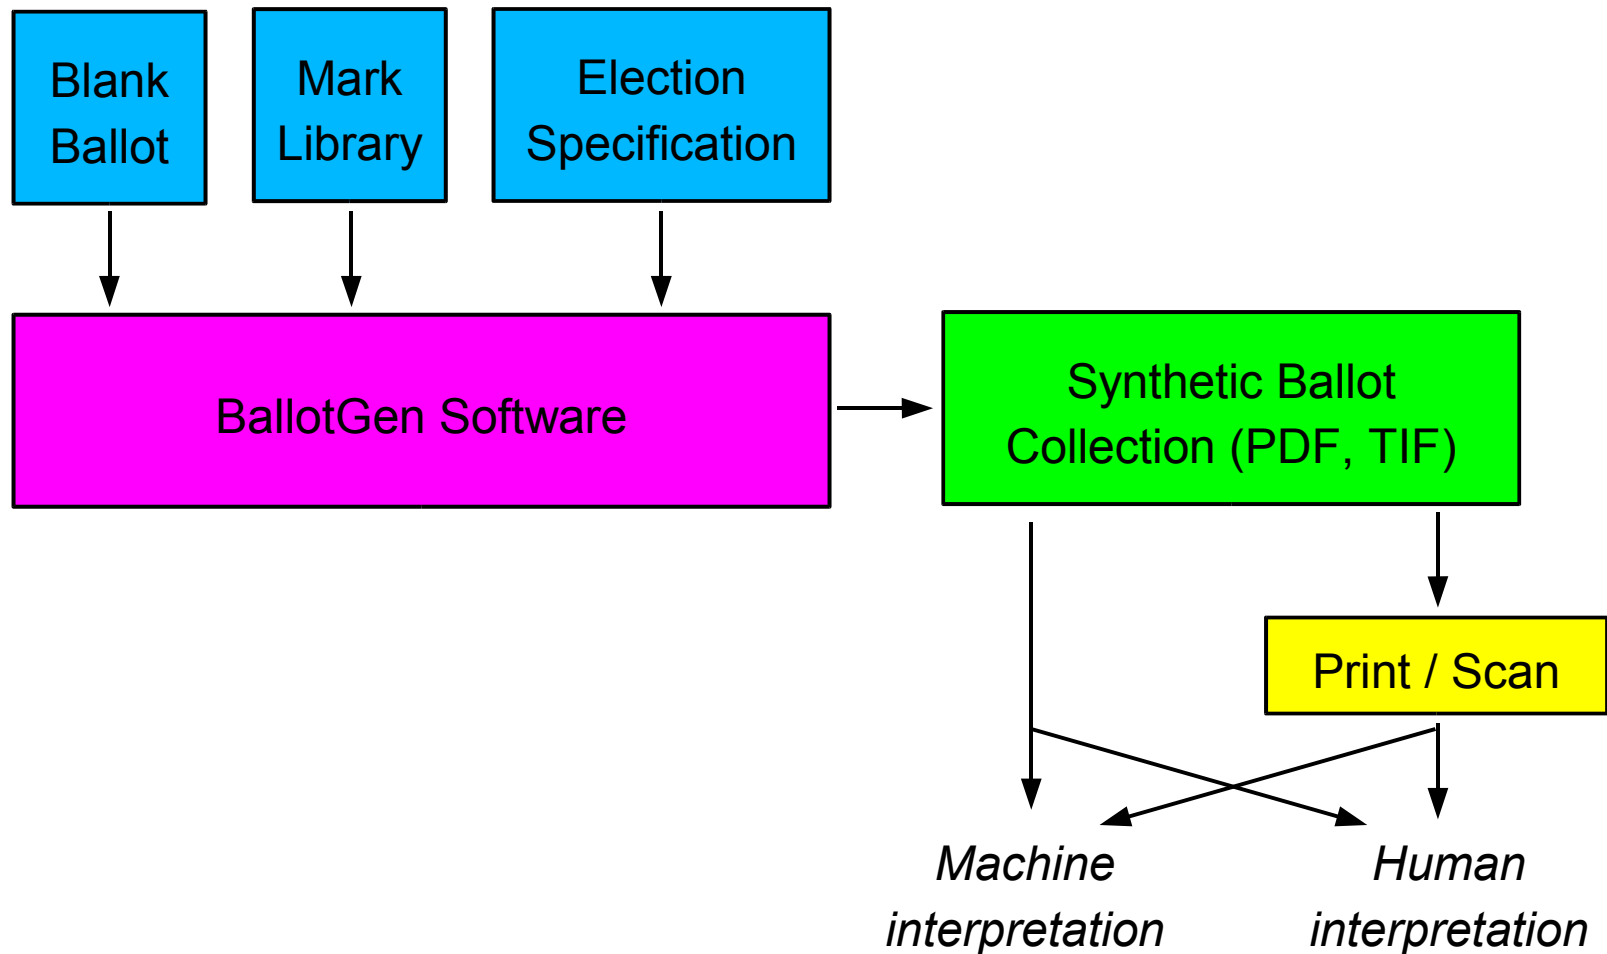 Blank
Ballot
Mark
Library
Election
Specification
BallotGen Software
Synthetic Ballot
Collection (PDF, TIF)
Print / Scan
Machine
interpretation
Human
interpretation